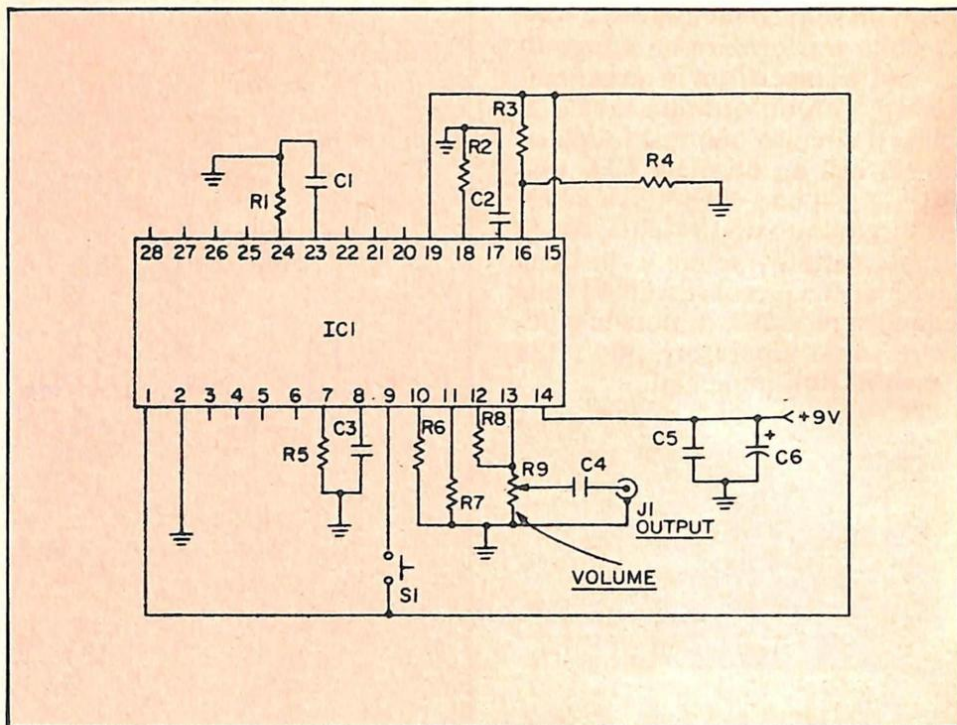 R3
R2
R4
C1
R1
C2
28 27 26 25 24 23 22 21 20 19 18 17 16 15
IC1
1 2 3 4 5 6 7 8 9 10 11 12 13 14
R8
C3
R6
+9V
R5
R9
C4
C5
+
C6
R7
J1
OUTPUT
VOLUME
S1